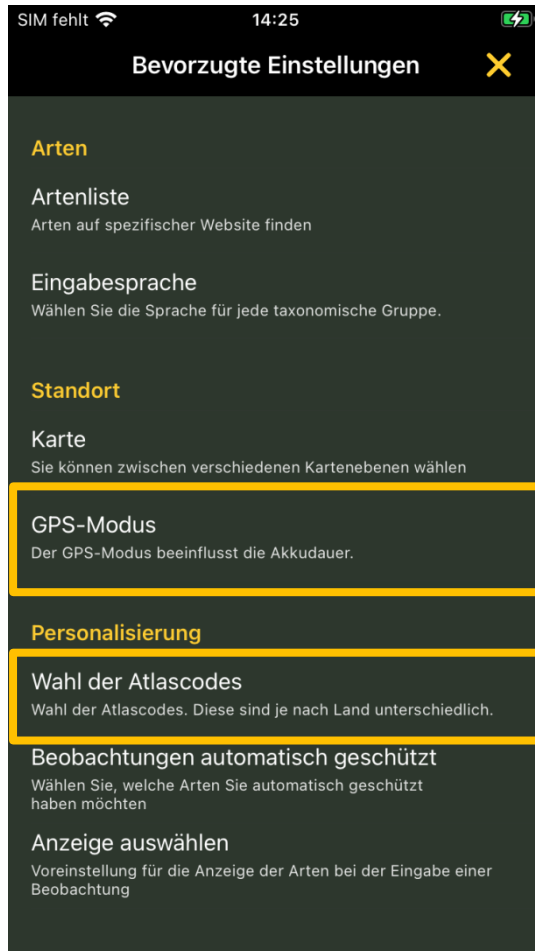 SIM fehlt 14:25
Bevorzugte Einstellungen
Arten
Artenliste
Arten auf spezifischer Website finden
Eingabesprache
Wählen Sie die Sprache für jede taxonomische Gruppe.
Standort
Karte
Sie können zwischen verschiedenen Kartenebenen wählen
GPS-Modus
Der GPS-Modus beeinflusst die Akkudauer.
Personalisierung
Wahl der Atlascodes
Wahl der Atlascodes. Diese sind je nach Land unterschiedlich.
Beobachtungen automatisch geschützt
Wählen Sie, welche Arten Sie automatisch geschützt
haben möchten
Anzeige auswählen
Voreinstellung für die Anzeige der Arten bei der Eingabe einer
Beobachtung